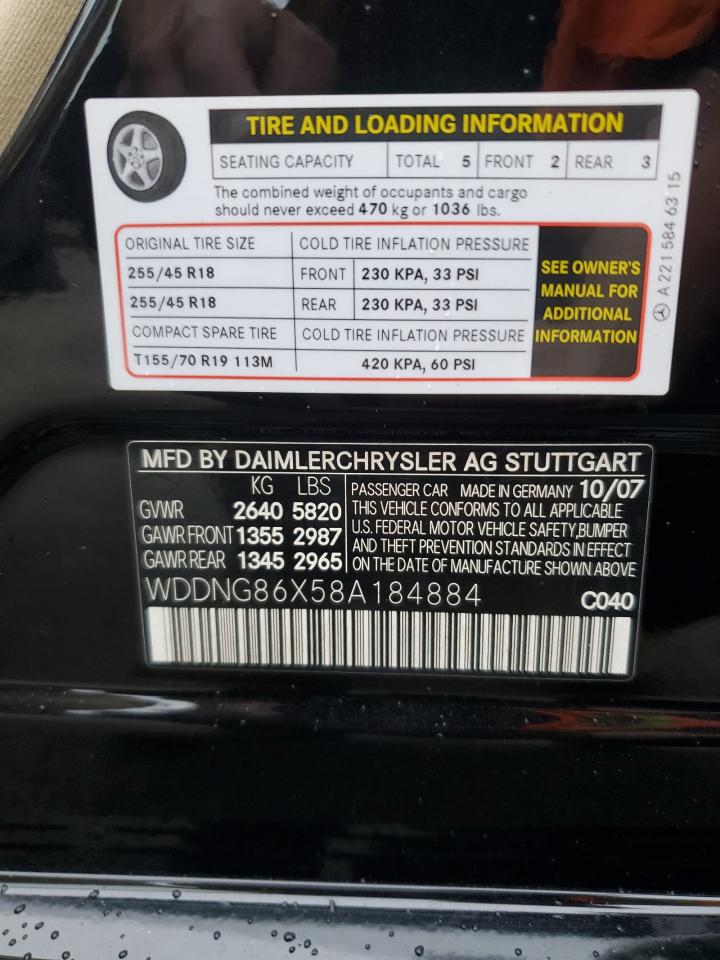 TIRE AND LOADING INFORMATION
SEATING CAPACITY TOTAL 5 FRONT 2 REAR 3
The combined weight of occupants and cargo
should never exceed 470 kg or 1036 lbs.
ORIGINAL TIRE SIZE COLD TIRE INFLATION PRESSURE
255/45 R18 FRONT 230 KPA, 33 PSI
255/45 R18 REAR 230 KPA, 33 PSI
COMPACT SPARE TIRE COLD TIRE INFLATION PRESSURE
T155/70 R19 113M 420 KPA, 60 PSI
SEE OWNER'S
MANUAL FOR
ADDITIONAL
INFORMATION
A 221 584 63 15
MFD BY DAIMLERCHRYSLER AG STUTTGART
KG LBS
GVWR 2640 5820
GAWR FRONT 1355 2987
GAWR REAR 1345 2965
PASSENGER CAR MADE IN GERMANY 10/07
THIS VEHICLE CONFORMS TO ALL APPLICABLE
U.S. FEDERAL MOTOR VEHICLE SAFETY,BUMPER
AND THEFT PREVENTION STANDARDS IN EFFECT
ON THE DATE OF MANUFACTURE SHOWN ABOVE
WDDNG86X58A184884
C040